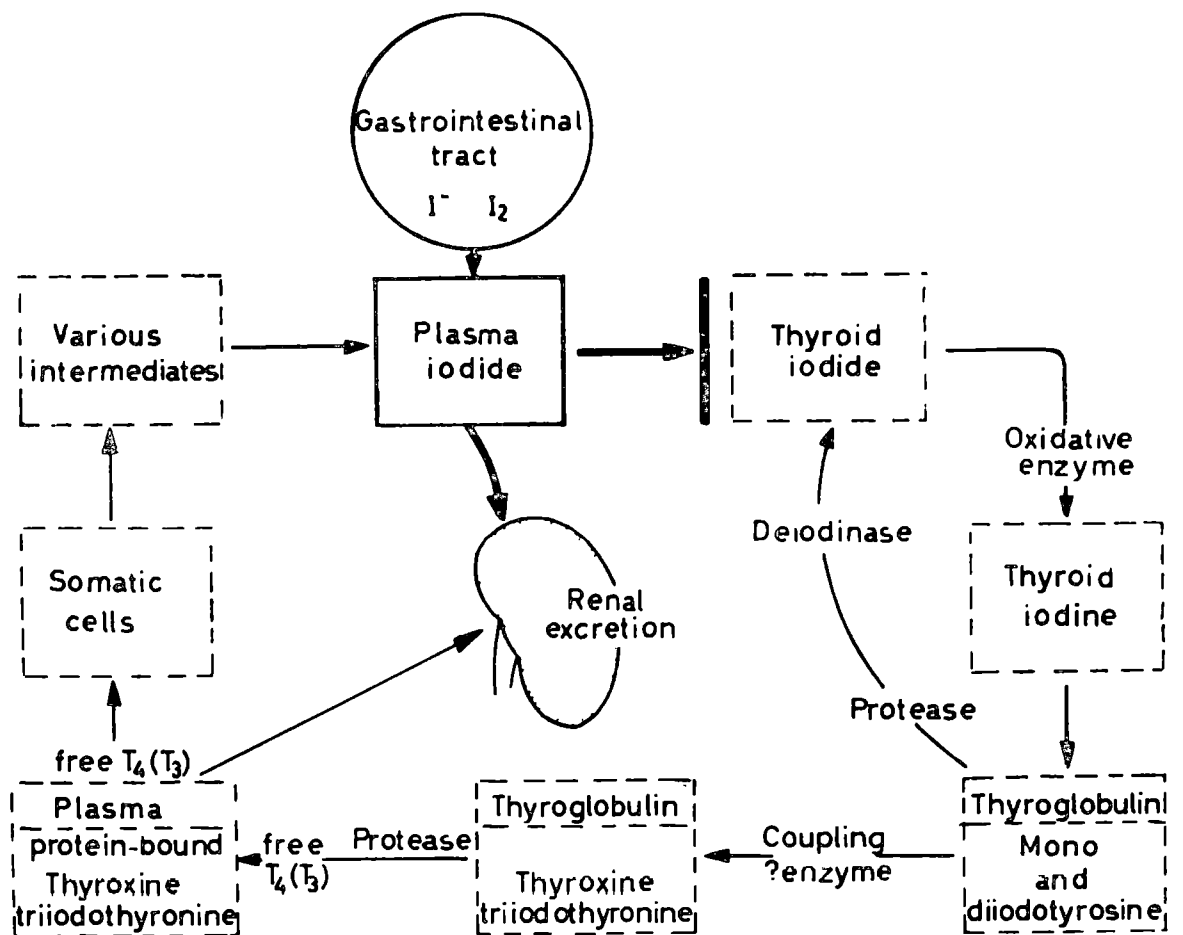 Gastrointestinal
tract
I⁻ I₂
Various
intermediates
Plasma
iodide
Thyroid
iodide
Oxidative
enzyme
Deiodinase
Somatic
cells
Renal
excretion
Thyroid
iodine
Protease
free T₄(T₃)
Plasma
protein-bound
Thyroxine
triiodothyronine
free
T₄(T₃)
Protease
Thyroglobulin
Thyroxine
triiodothyronine
Coupling
?enzyme
Thyroglobulin
Mono
and
diiodotyrosine